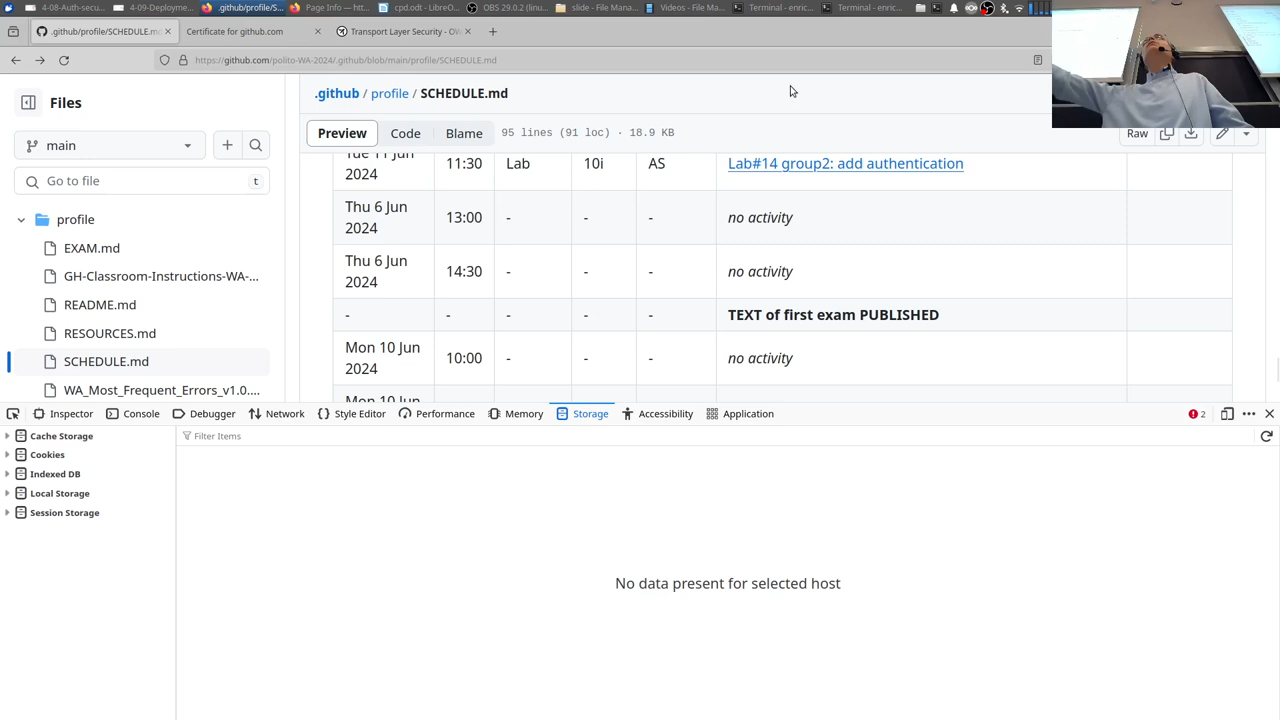 4-08-Auth-secu...
4-09-Deployme...
.github/profile/S...
Page Info — htt...
cpd.odt - LibreO...
OBS 29.0.2 (linu...
slide - File Mana...
Videos - File Ma...
Terminal - enric...
Terminal - enric...
.github/profile/SCHEDULE.md
Certificate for github.com
Transport Layer Security - OW
https://github.com/polito-WA-2024/.github/blob/main/profile/SCHEDULE.md
Files
main
Go to file
t
profile
EXAM.md
GH-Classroom-Instructions-WA-...
README.md
RESOURCES.md
SCHEDULE.md
WA_Most_Frequent_Errors_v1.0....
.github / profile / SCHEDULE.md
Preview Code Blame 95 lines (91 loc) · 18.9 KB
Raw
Tue 11 Jun 2024 11:30 Lab 10i AS Lab#14 group2: add authentication
Thu 6 Jun 2024 13:00 - - - no activity
Thu 6 Jun 2024 14:30 - - - no activity
- - - - - TEXT of first exam PUBLISHED
Mon 10 Jun 2024 10:00 - - - no activity
Mon 10 Jun
Inspector Console Debugger Network Style Editor Performance Memory Storage Accessibility Application
2
Cache Storage
Cookies
Indexed DB
Local Storage
Session Storage
Filter Items
No data present for selected host